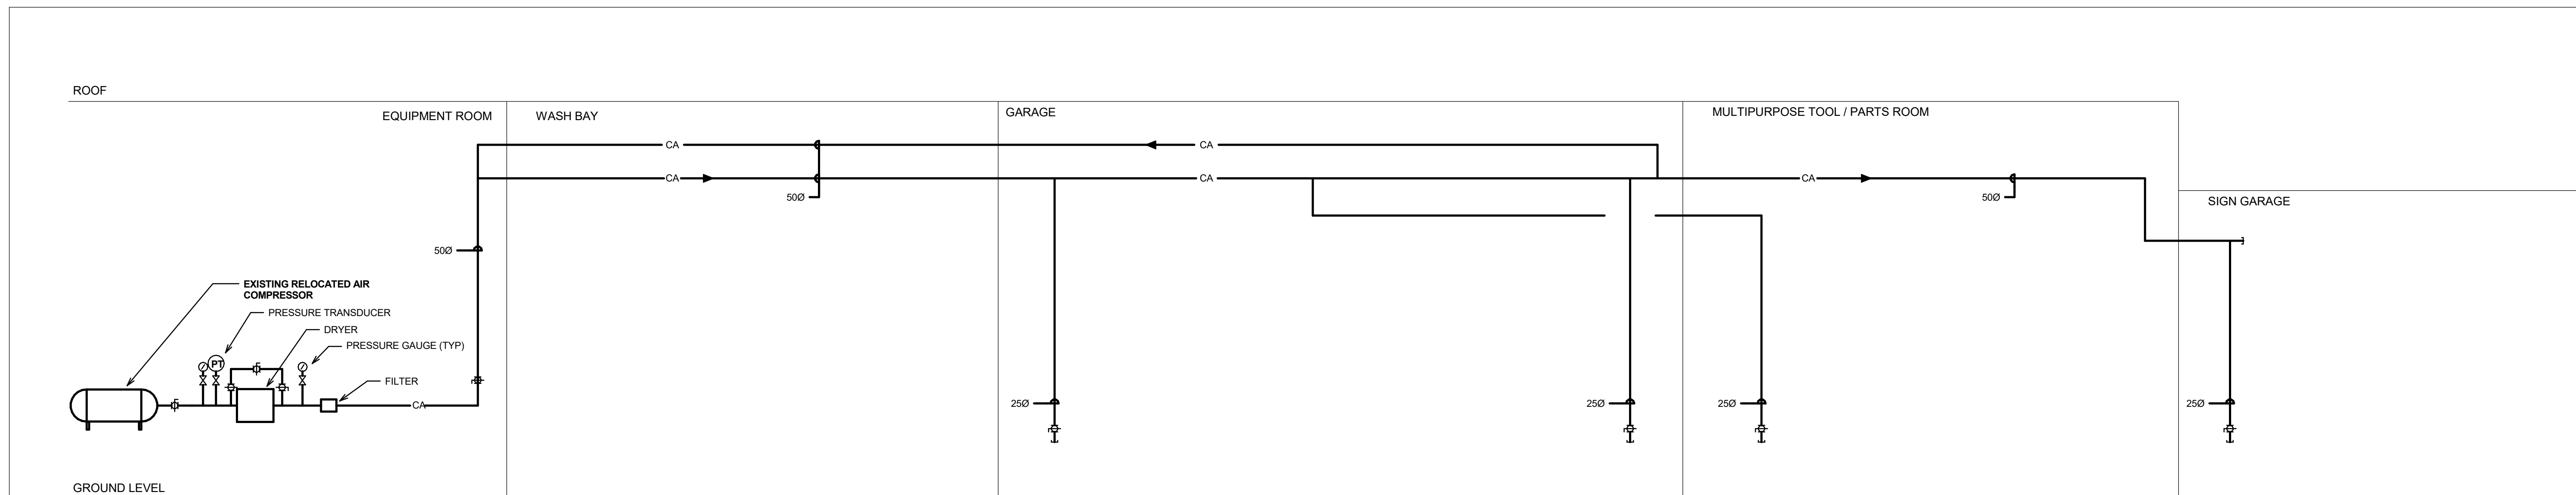 ROOF
EQUIPMENT ROOM
WASH BAY
GARAGE
MULTIPURPOSE TOOL / PARTS ROOM
CA
CA
CA
CA
CA
50Ø
50Ø
SIGN GARAGE
50Ø
EXISTING RELOCATED AIR
COMPRESSOR
PRESSURE TRANSDUCER
DRYER
PRESSURE GAUGE (TYP)
PT
FILTER
CA
25Ø
25Ø
25Ø
25Ø
GROUND LEVEL